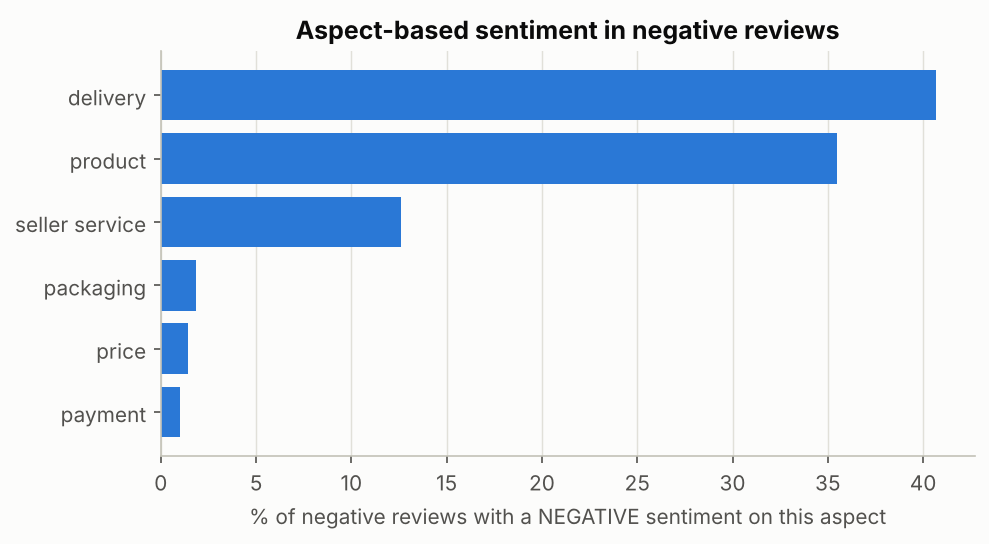 Aspect-based sentiment in negative reviews
delivery
product
seller service
packaging
price
payment
0 5 10 15 20 25 30 35 40
% of negative reviews with a NEGATIVE sentiment on this aspect